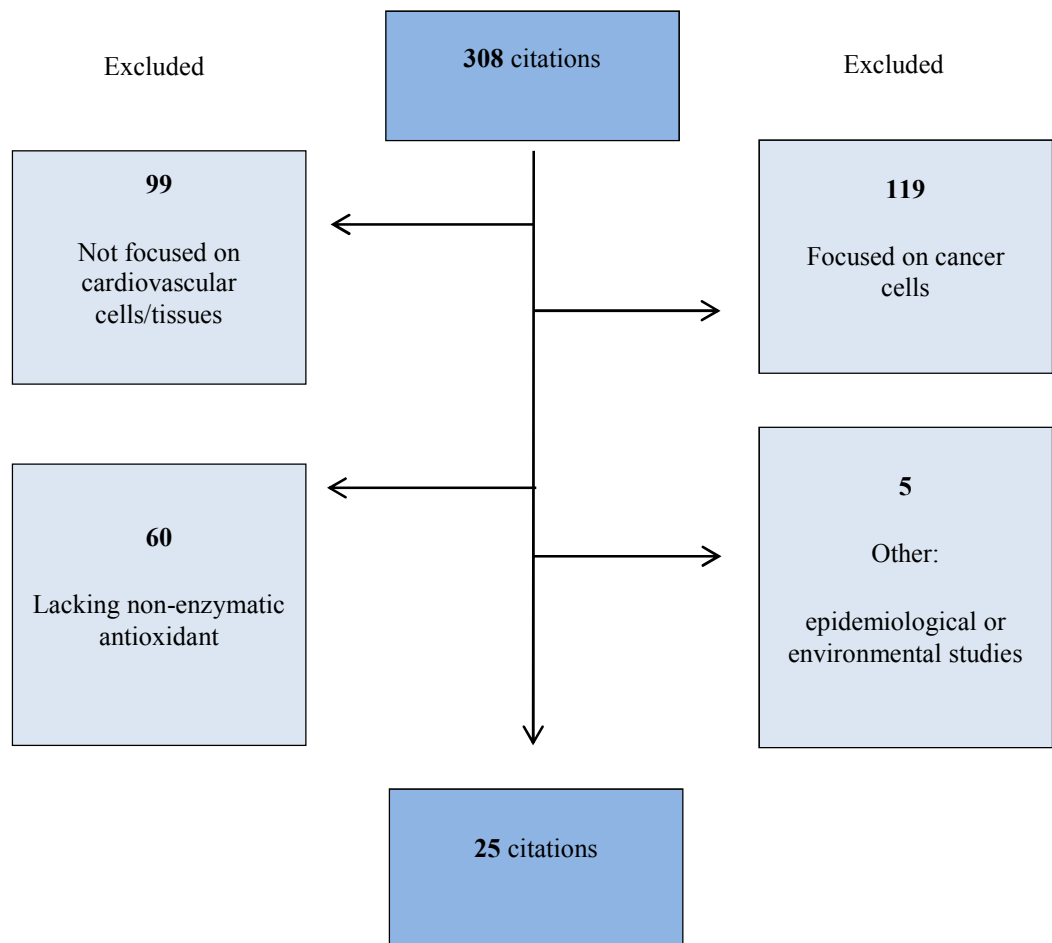 Excluded
308 citations
Excluded
99
Not focused on
cardiovascular
cells/tissues
119
Focused on cancer
cells
60
Lacking non-enzymatic
antioxidant
5
Other:
epidemiological or
environmental studies
25 citations